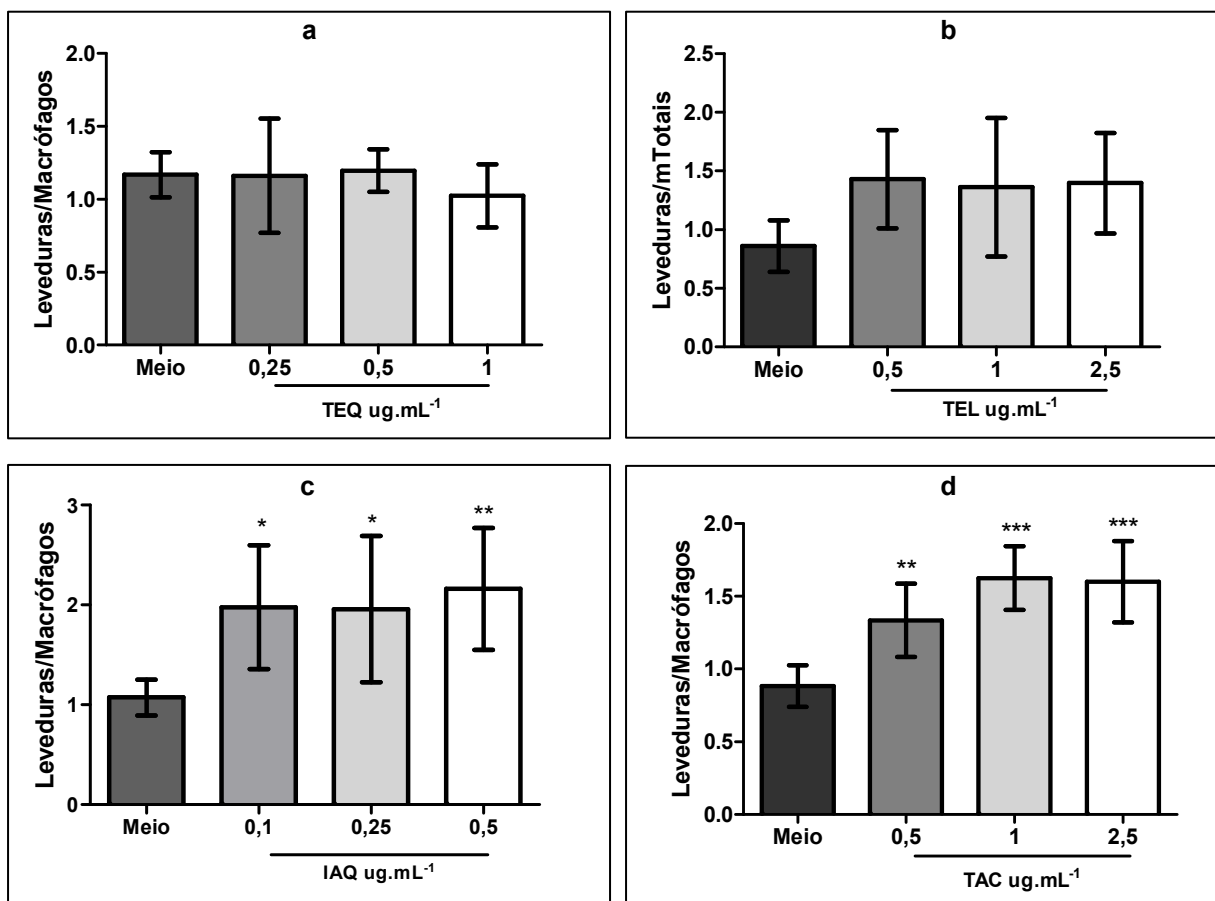 a
Leveduras/Macrófagos
2.0
1.5
1.0
0.5
0.0
Meio 0,25 0,5 1
TEQ ug.mL-1
b
Leveduras/mTotais
2.5
2.0
1.5
1.0
0.5
0.0
Meio 0,5 1 2,5
TEL ug.mL-1
c
Leveduras/Macrófagos
3
2
1
0
* * **
Meio 0,1 0,25 0,5
IAQ ug.mL-1
d
Leveduras/Macrófagos
2.0
1.5
1.0
0.5
0.0
** *** ***
Meio 0,5 1 2,5
TAC ug.mL-1